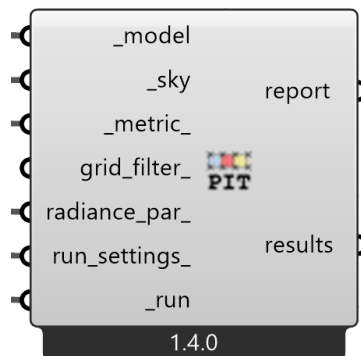 _model
_sky
_metric_
grid_filter_
radiance_par_
run_settings_
_run
PIT
report
results
1.4.0